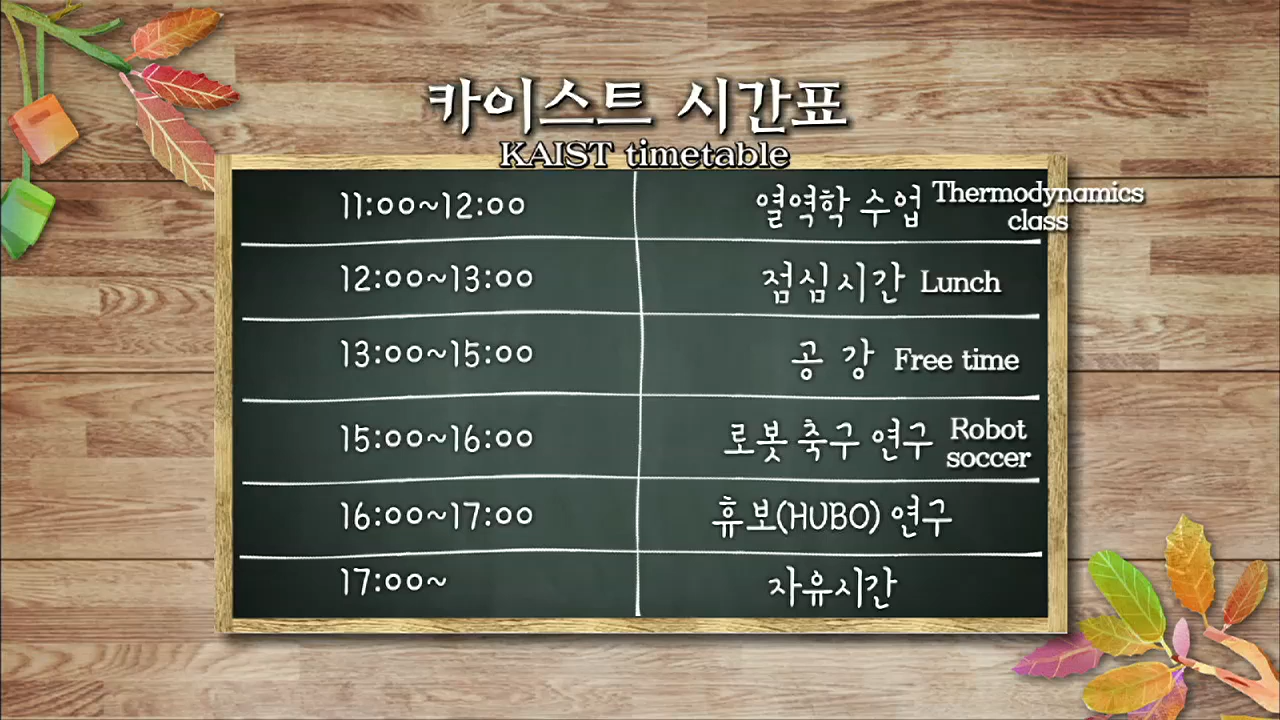 카이스트 시간표
KAIST timetable
11:00~12:00 열역학 수업 Thermodynamics class
12:00~13:00 점심시간 Lunch
13:00~15:00 공 강 Free time
15:00~16:00 로봇 축구 연구 Robot soccer
16:00~17:00 휴보(HUBO) 연구
17:00~ 자유시간